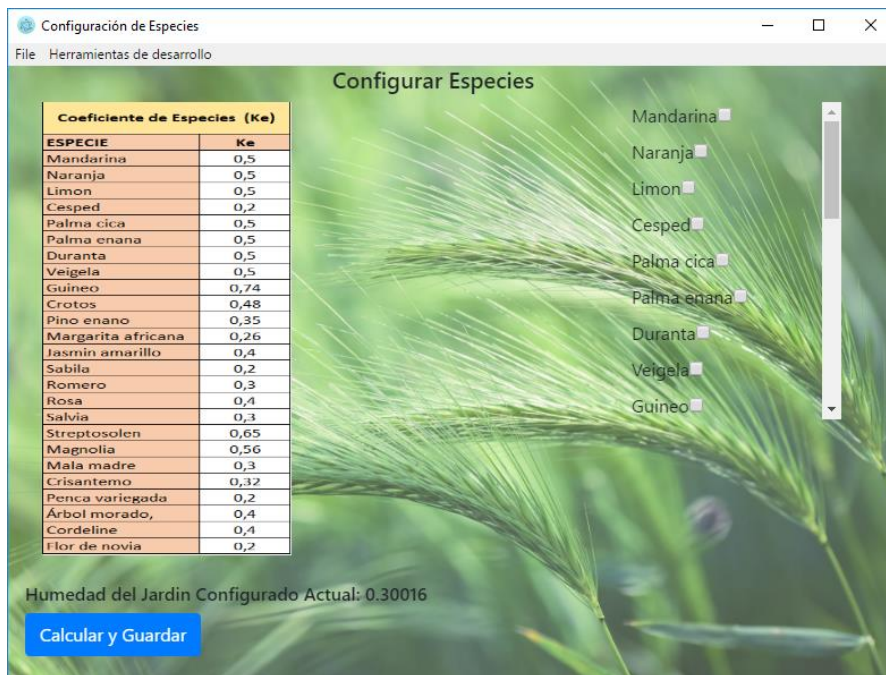 Configuración de Especies
File Herramientas de desarrollo
Configurar Especies
Coeficiente de Especies (Ke)
ESPECIE Ke
Mandarina 0,5
Naranja 0,5
Limon 0,5
Cesped 0,2
Palma cica 0,5
Palma enana 0,5
Duranta 0,5
Veigela 0,5
Guineo 0,74
Crotos 0,48
Pino enano 0,35
Margarita africana 0,26
Jasmin amarillo 0,4
Sabila 0,2
Romero 0,3
Rosa 0,4
Salvia 0,3
Streptosolen 0,65
Magnolia 0,56
Mala madre 0,3
Crisantemo 0,32
Penca variegada 0,2
Árbol morado, 0,4
Cordeline 0,4
Flor de novia 0,2
Mandarina
Naranja
Limon
Cesped
Palma cica
Palma enana
Duranta
Veigela
Guineo
Humedad del Jardin Configurado Actual: 0.30016
Calcular y Guardar